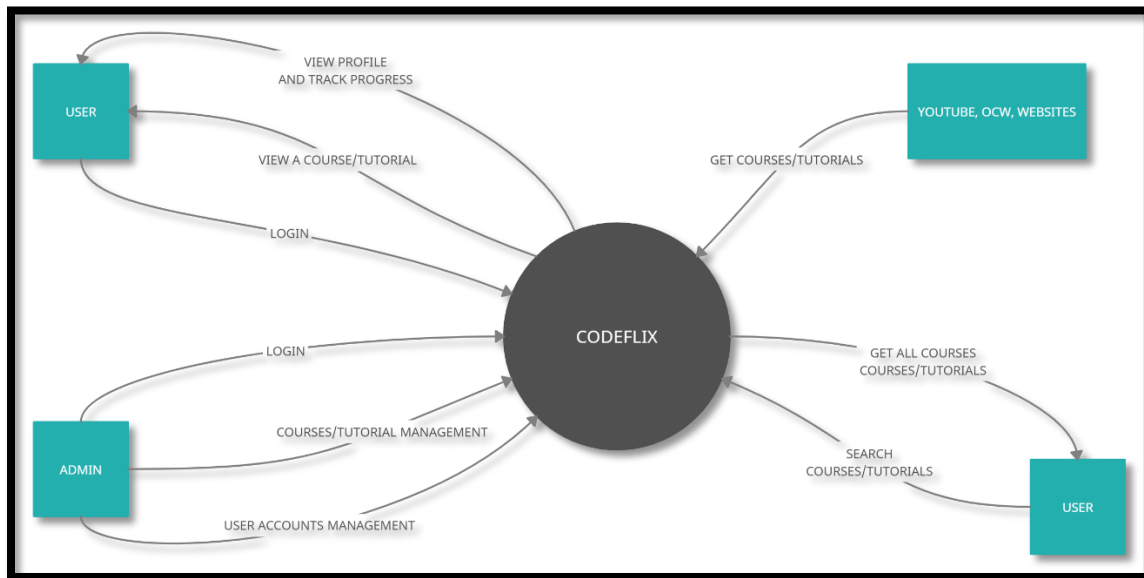 VIEW PROFILE
AND TRACK PROGRESS
USER
YOUTUBE, OCW, WEBSITES
VIEW A COURSE/TUTORIAL
GET COURSES/TUTORIALS
LOGIN
CODEFLIX
LOGIN
GET ALL COURSES
COURSES/TUTORIALS
COURSES/TUTORIAL MANAGEMENT
SEARCH
COURSES/TUTORIALS
ADMIN
USER
USER ACCOUNTS MANAGEMENT